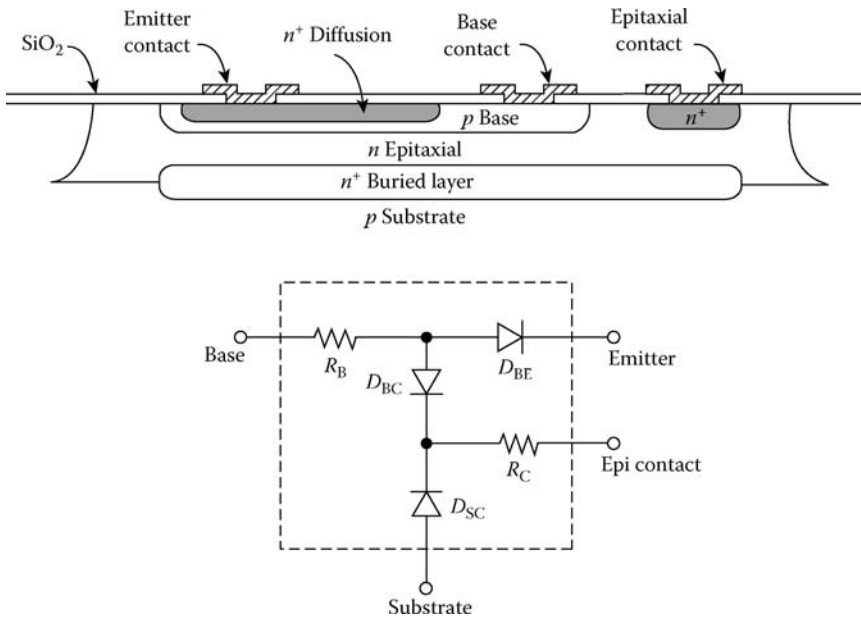 Emitter
contact
n⁺ Diffusion
Base
contact
Epitaxial
contact
SiO₂
p Base
n⁺
n Epitaxial
n⁺ Buried layer
p Substrate
Base
R_B
D_BC
D_BE
Emitter
R_C
Epi contact
D_SC
Substrate